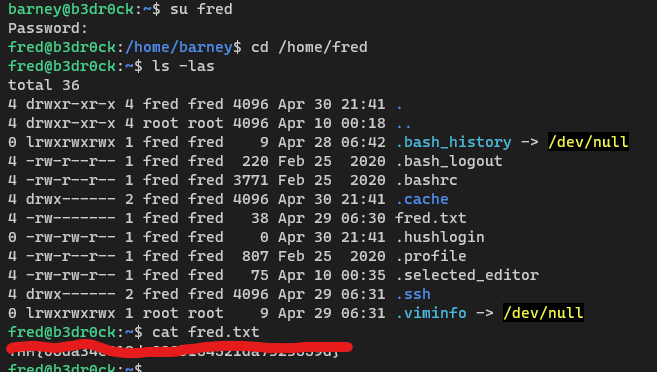 barney@b3dr0ck:~$ su fred
Password:
fred@b3dr0ck:/home/barney$ cd /home/fred
fred@b3dr0ck:~$ ls -las
total 36
4 drwxr-xr-x 4 fred fred 4096 Apr 30 21:41 .
4 drwxr-xr-x 4 root root 4096 Apr 10 00:18 ..
0 lrwxrwxrwx 1 fred fred    9 Apr 28 06:42 .bash_history -> /dev/null
4 -rw-r--r-- 1 fred fred  220 Feb 25  2020 .bash_logout
4 -rw-r--r-- 1 fred fred 3771 Feb 25  2020 .bashrc
4 drwx------ 2 fred fred 4096 Apr 30 21:41 .cache
4 -rw------- 1 fred fred   38 Apr 29 06:30 fred.txt
0 -rw-rw-r-- 1 fred fred    0 Apr 30 21:41 .hushlogin
4 -rw-r--r-- 1 fred fred  807 Feb 25  2020 .profile
4 -rw-r--r-- 1 fred fred   75 Apr 10 00:35 .selected_editor
4 drwx------ 2 fred fred 4096 Apr 29 06:31 .ssh
0 lrwxrwxrwx 1 root root    9 Apr 29 06:31 .viminfo -> /dev/null
fred@b3dr0ck:~$ cat fred.txt
fred@b3dr0ck:~$